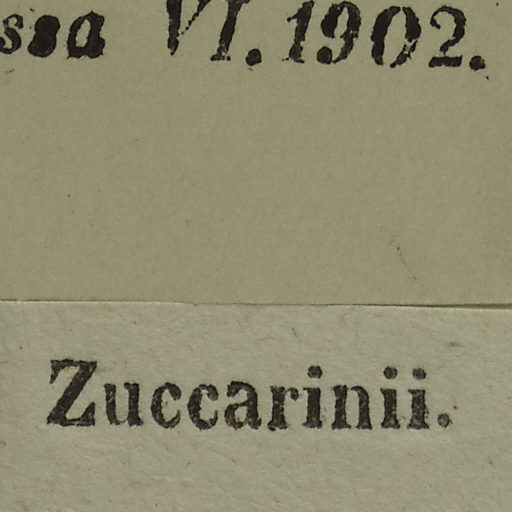 ssa VI. 1902.
Zuccarinii.